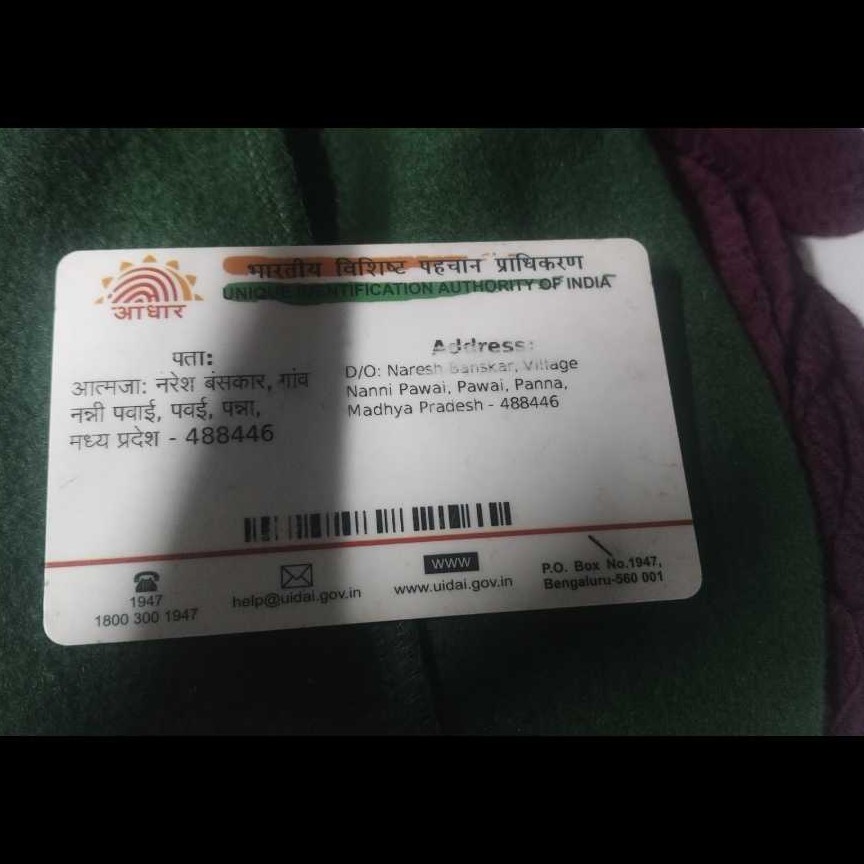 भारतीय विशिष्ट पहचान प्राधिकरण
UNIQUE IDENTIFICATION AUTHORITY OF INDIA
आधार
पता:
आत्मजा: नरेश बंसकार, गांव
नन्नी पवाई, पवई, पन्ना,
मध्य प्रदेश - 488446
Address:
D/O: Naresh Banskar, Village
Nanni Pawai, Pawai, Panna,
Madhya Pradesh - 488446
1947
1800 300 1947
help@uidai.gov.in
WWW
www.uidai.gov.in
P.O. Box No.1947,
Bengaluru-560 001